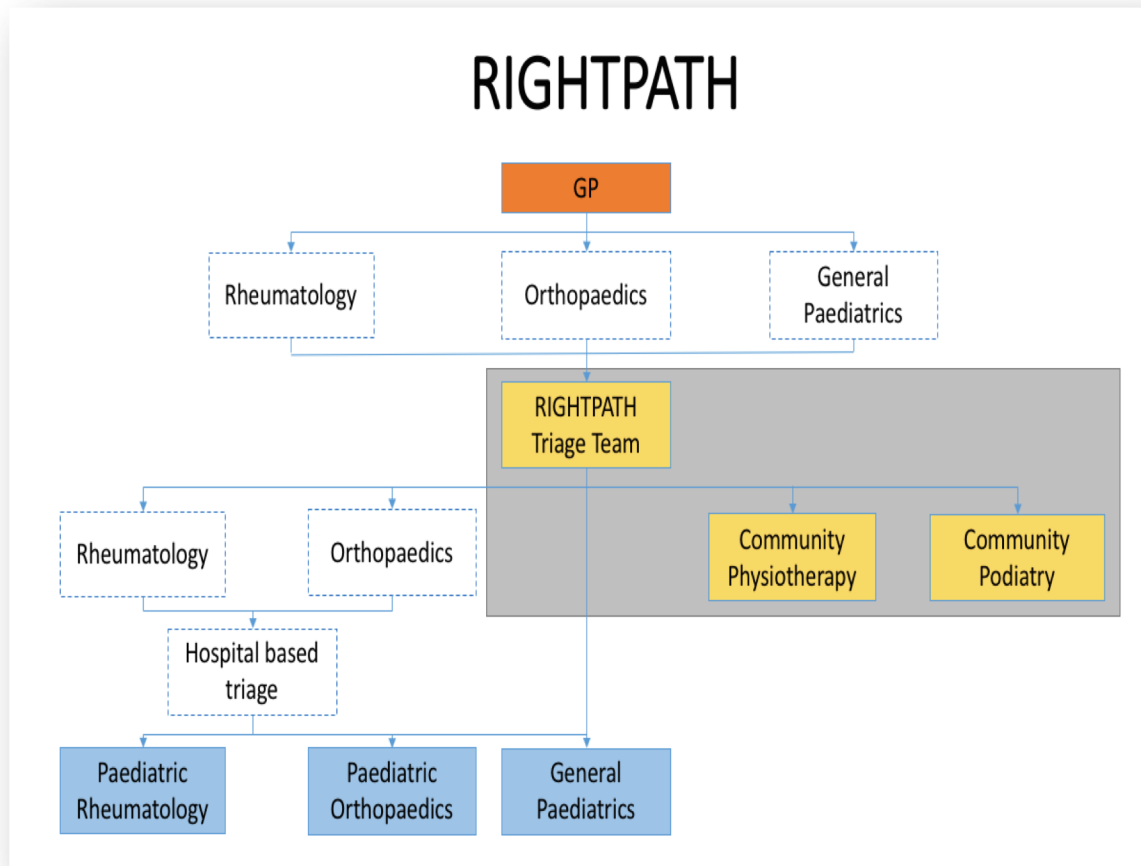 RIGHTPATH
GP
Rheumatology
Orthopaedics
General
Paediatrics
RIGHTPATH
Triage Team
Rheumatology
Orthopaedics
Community
Physiotherapy
Community
Podiatry
Hospital based
triage
Paediatric
Rheumatology
Paediatric
Orthopaedics
General
Paediatrics